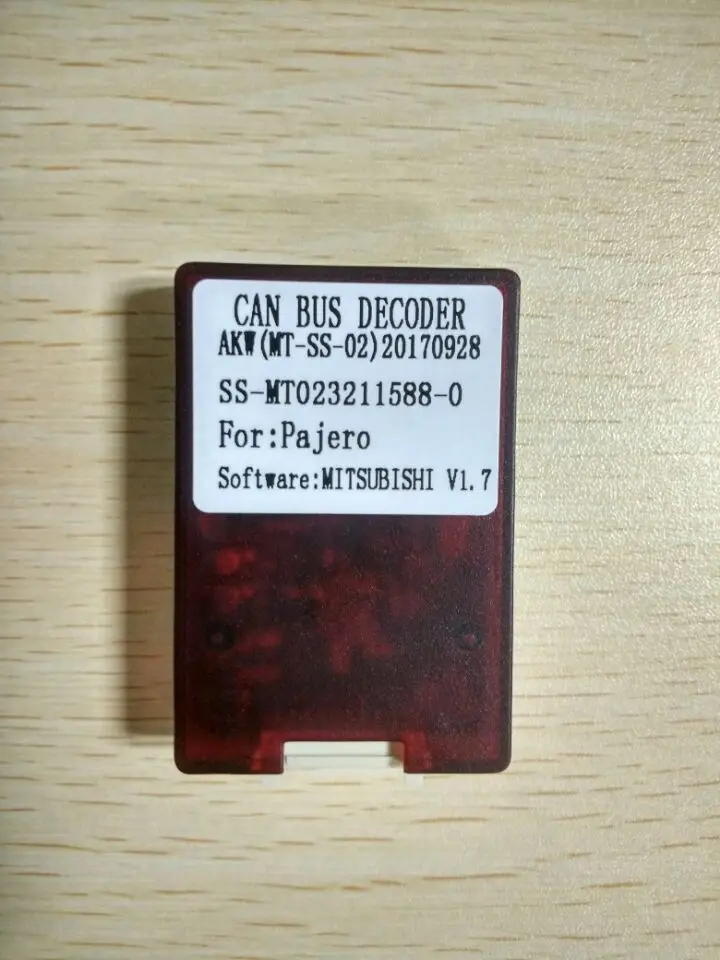 CAN BUS DECODER
AKW(MT-SS-02)20170928
SS-MT023211588-0
For:Pajero
Software:MITSUBISHI V1.7